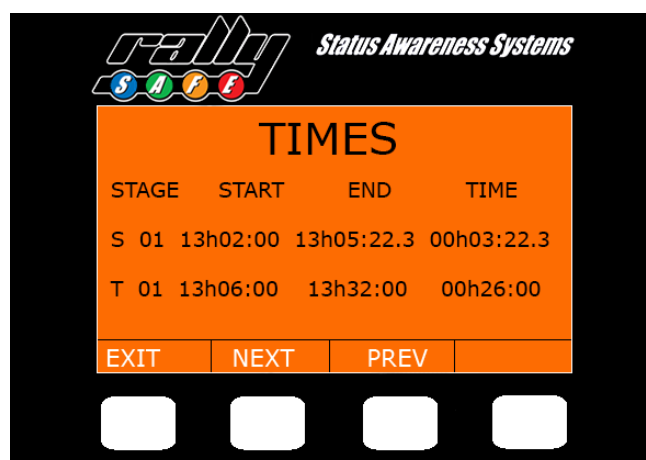 rally
Status Awareness Systems
SAFE
TIMES
STAGE START END TIME
S 01 13h02:00 13h05:22.3 00h03:22.3
T 01 13h06:00 13h32:00 00h26:00
EXIT NEXT PREV